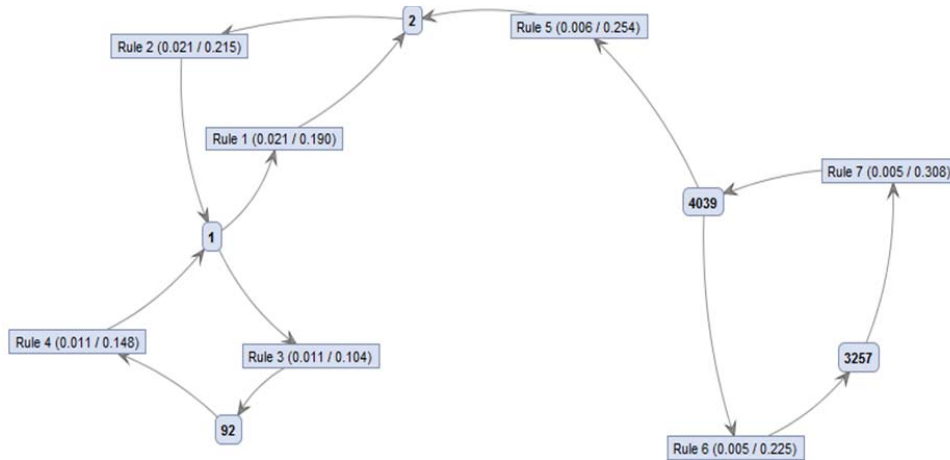 2
Rule 5 (0.006 / 0.254)
Rule 2 (0.021 / 0.215)
Rule 1 (0.021 / 0.190)
Rule 7 (0.005 / 0.308)
4039
1
Rule 4 (0.011 / 0.148)
Rule 3 (0.011 / 0.104)
3257
92
Rule 6 (0.005 / 0.225)